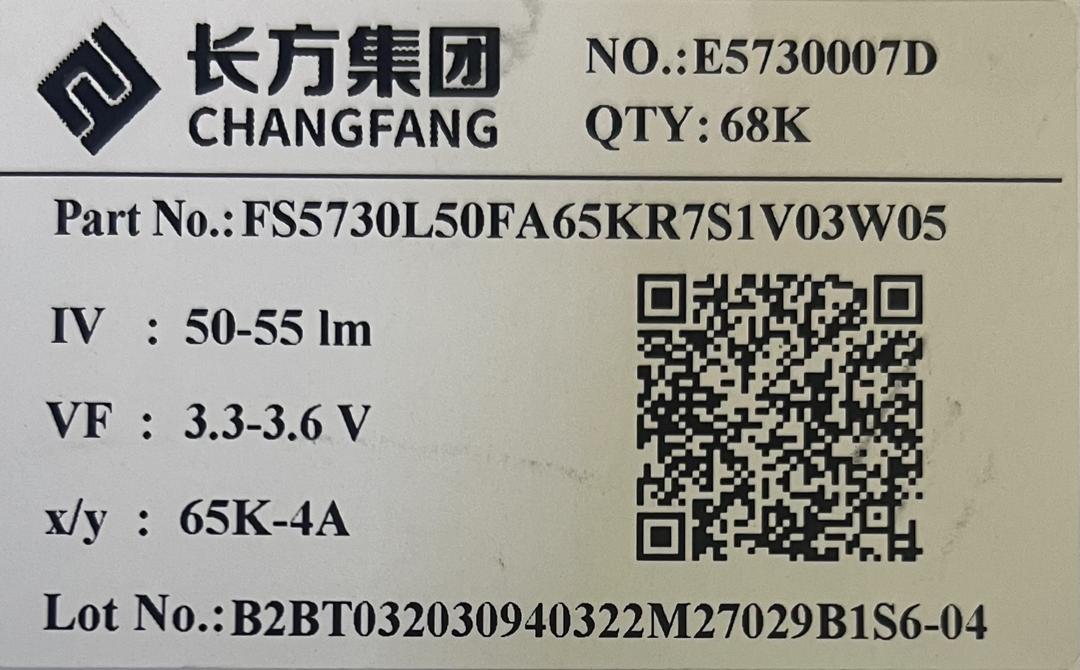 长方集团
CHANGFANG
NO.:E5730007D
QTY: 68K
Part No.:FS5730L50FA65KR7S1V03W05
IV : 50-55 lm
VF : 3.3-3.6 V
x/y : 65K-4A
Lot No.:B2BT032030940322M27029B1S6-04